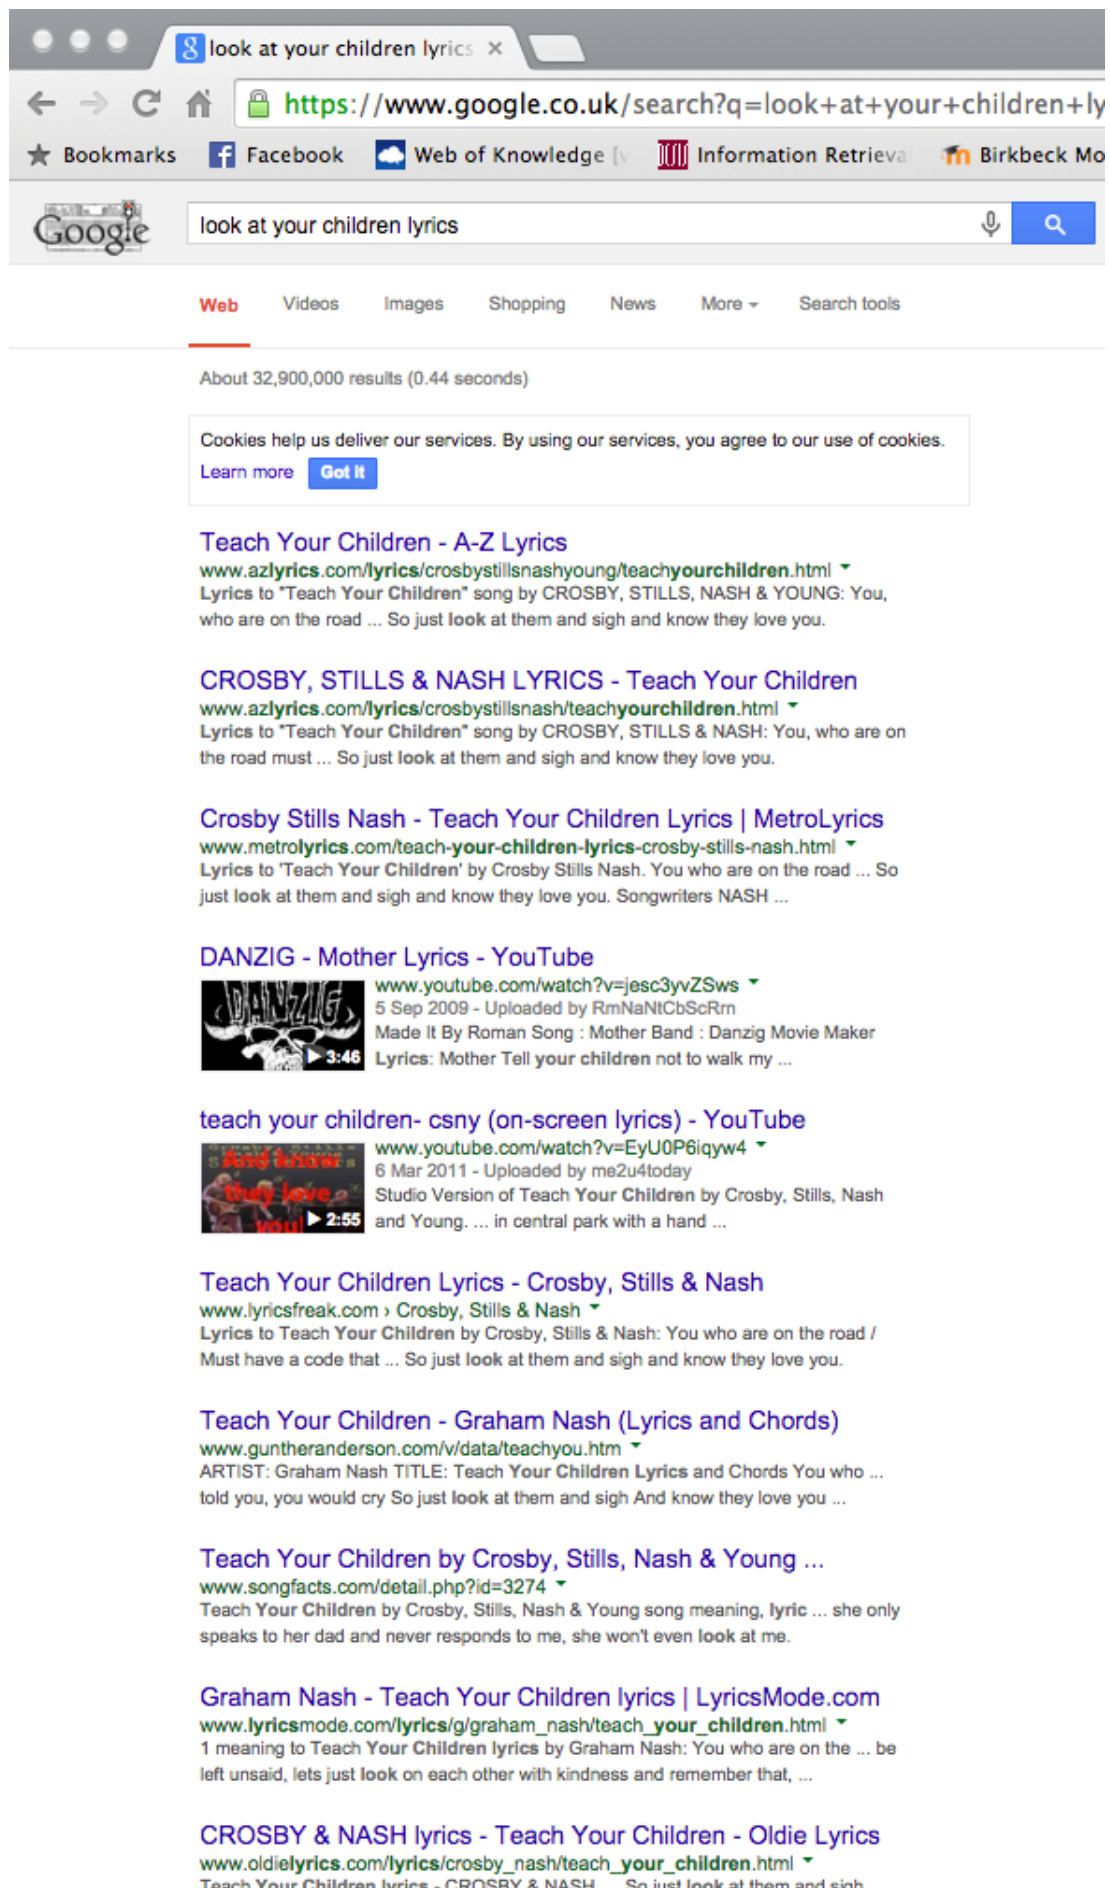 look at your children lyrics
https://www.google.co.uk/search?q=look+at+your+children+ly
Bookmarks Facebook Web of Knowledge [v Information Retrieva Birkbeck Mo
Google look at your children lyrics
Web Videos Images Shopping News More Search tools
About 32,900,000 results (0.44 seconds)
Cookies help us deliver our services. By using our services, you agree to our use of cookies.
Learn more Got it
Teach Your Children - A-Z Lyrics
www.azlyrics.com/lyrics/crosbystillsnashyoung/teachyourchildren.html
Lyrics to "Teach Your Children" song by CROSBY, STILLS, NASH & YOUNG: You,
who are on the road ... So just look at them and sigh and know they love you.
CROSBY, STILLS & NASH LYRICS - Teach Your Children
www.azlyrics.com/lyrics/crosbystillsnash/teachyourchildren.html
Lyrics to "Teach Your Children" song by CROSBY, STILLS & NASH: You, who are on
the road must ... So just look at them and sigh and know they love you.
Crosby Stills Nash - Teach Your Children Lyrics | MetroLyrics
www.metrolyrics.com/teach-your-children-lyrics-crosby-stills-nash.html
Lyrics to 'Teach Your Children' by Crosby Stills Nash. You who are on the road ... So
just look at them and sigh and know they love you. Songwriters NASH ...
DANZIG - Mother Lyrics - YouTube
www.youtube.com/watch?v=jesc3yvZSws
5 Sep 2009 - Uploaded by RmNaNtCbScRrn
Made It By Roman Song : Mother Band : Danzig Movie Maker
Lyrics: Mother Tell your children not to walk my ...
DANZIG
3:46
teach your children- csny (on-screen lyrics) - YouTube
www.youtube.com/watch?v=EyU0P6iqyw4
6 Mar 2011 - Uploaded by me2u4today
Studio Version of Teach Your Children by Crosby, Stills, Nash
and Young. ... in central park with a hand ...
And know
they love
you!
2:55
Teach Your Children Lyrics - Crosby, Stills & Nash
www.lyricsfreak.com › Crosby, Stills & Nash
Lyrics to Teach Your Children by Crosby, Stills & Nash: You who are on the road /
Must have a code that ... So just look at them and sigh and know they love you.
Teach Your Children - Graham Nash (Lyrics and Chords)
www.guntheranderson.com/v/data/teachyou.htm
ARTIST: Graham Nash TITLE: Teach Your Children Lyrics and Chords You who ...
told you, you would cry So just look at them and sigh And know they love you ...
Teach Your Children by Crosby, Stills, Nash & Young ...
www.songfacts.com/detail.php?id=3274
Teach Your Children by Crosby, Stills, Nash & Young song meaning, lyric ... she only
speaks to her dad and never responds to me, she won't even look at me.
Graham Nash - Teach Your Children lyrics | LyricsMode.com
www.lyricsmode.com/lyrics/g/graham_nash/teach_your_children.html
1 meaning to Teach Your Children lyrics by Graham Nash: You who are on the ... be
left unsaid, lets just look on each other with kindness and remember that, ...
CROSBY & NASH lyrics - Teach Your Children - Oldie Lyrics
www.oldielyrics.com/lyrics/crosby_nash/teach_your_children.html
Teach Your Children lyrics - CROSBY & NASH ... So just look at them and sigh